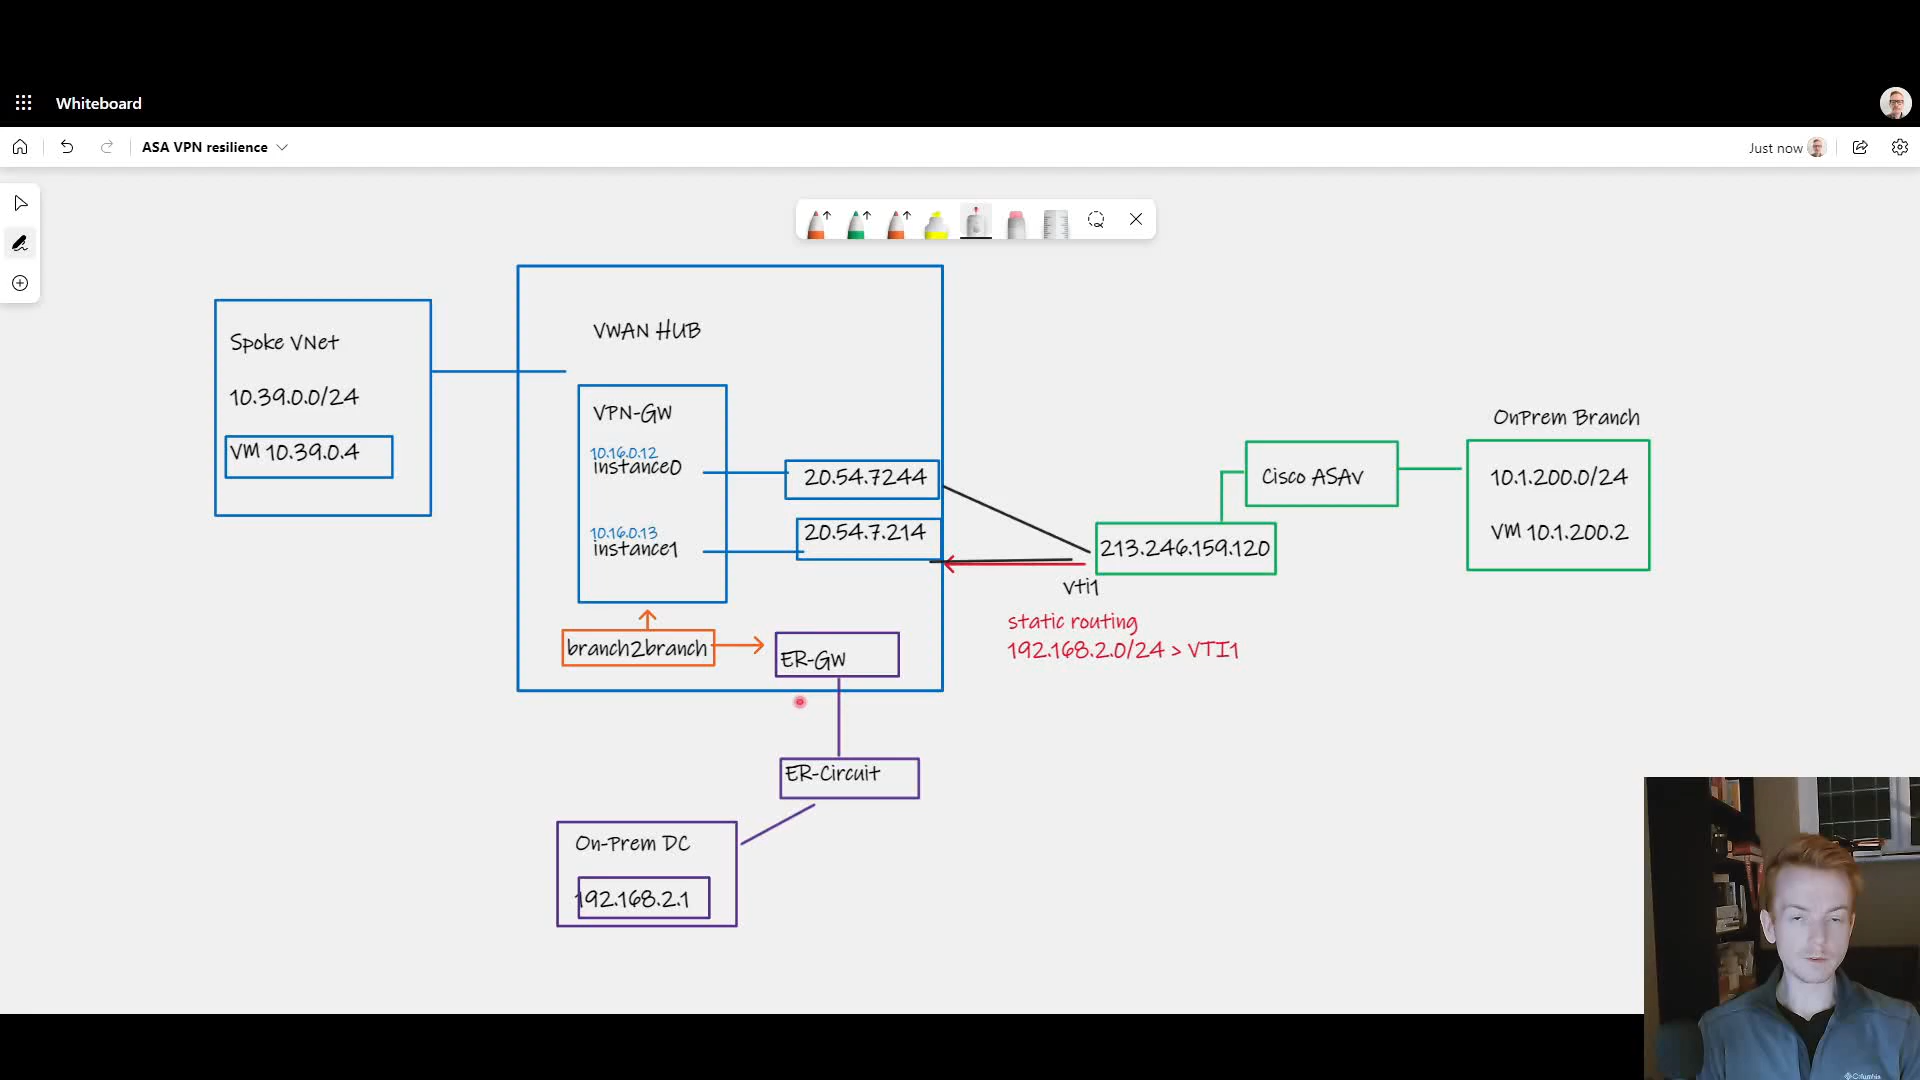 Whiteboard
ASA VPN resilience
Just now
VWAN HUB
Spoke VNet
10.39.0.0/24
VM 10.39.0.4
VPN-GW
10.16.0.12
instance0
10.16.0.13
instance1
20.54.7244
20.54.7.214
branch2branch
ER-GW
ER-Circuit
On-Prem DC
192.168.2.1
213.246.159.120
vti1
static routing
192.168.2.0/24 > VTI1
Cisco ASAv
OnPrem Branch
10.1.200.0/24
VM 10.1.200.2
Columbia